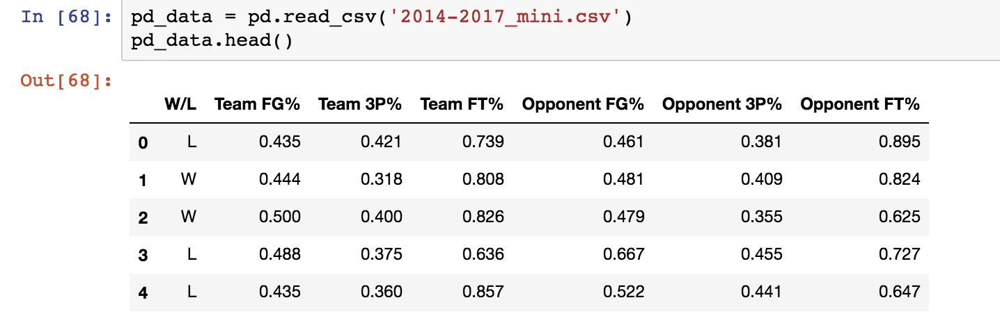 In [68]: pd_data = pd.read_csv('2014-2017_mini.csv')
pd_data.head()
Out[68]:
W/L Team FG% Team 3P% Team FT% Opponent FG% Opponent 3P% Opponent FT%
0 L 0.435 0.421 0.739 0.461 0.381 0.895
1 W 0.444 0.318 0.808 0.481 0.409 0.824
2 W 0.500 0.400 0.826 0.479 0.355 0.625
3 L 0.488 0.375 0.636 0.667 0.455 0.727
4 L 0.435 0.360 0.857 0.522 0.441 0.647